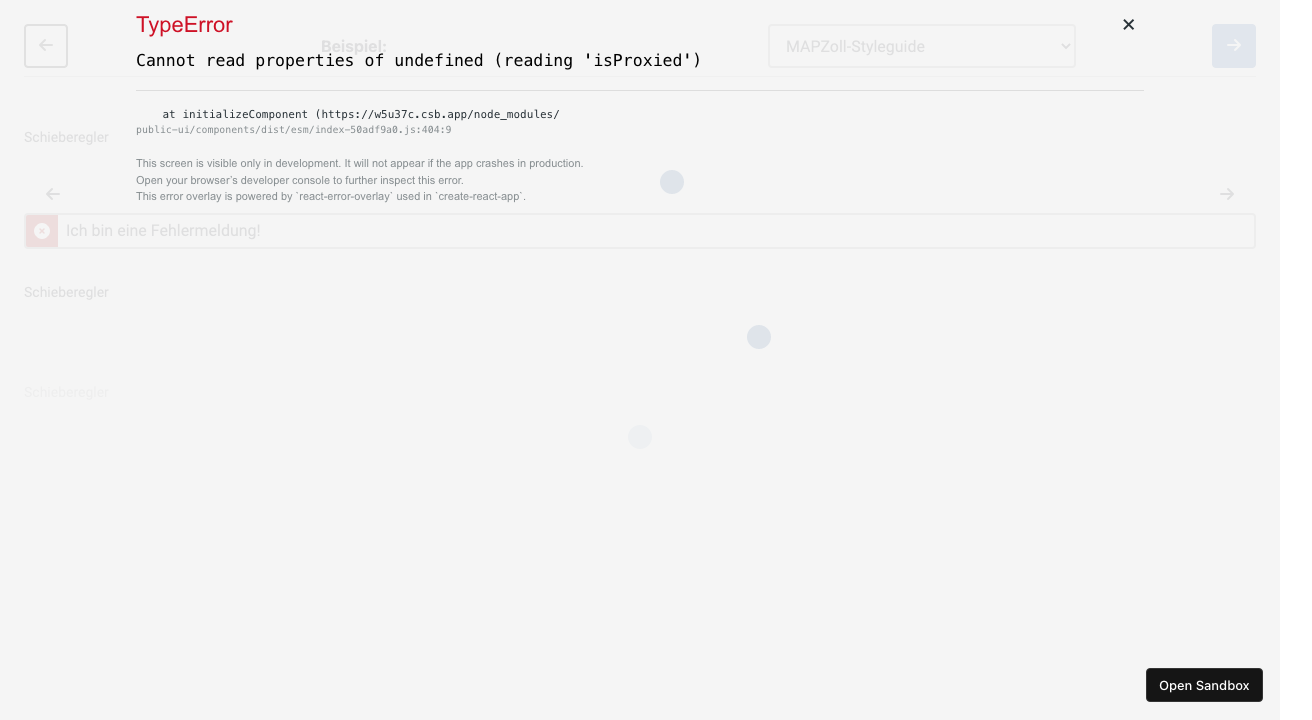 TypeError
Beispiel:
MAPZoll-Styleguide
Cannot read properties of undefined (reading 'isProxied')
at initializeComponent (https://w5u37c.csb.app/node_modules/
public-ui/components/dist/esm/index-50adf9a0.js:404:9
Schieberegler
This screen is visible only in development. It will not appear if the app crashes in production.
Open your browser's developer console to further inspect this error.
This error overlay is powered by `react-error-overlay` used in `create-react-app`.
Ich bin eine Fehlermeldung!
Schieberegler
Schieberegler
Open Sandbox